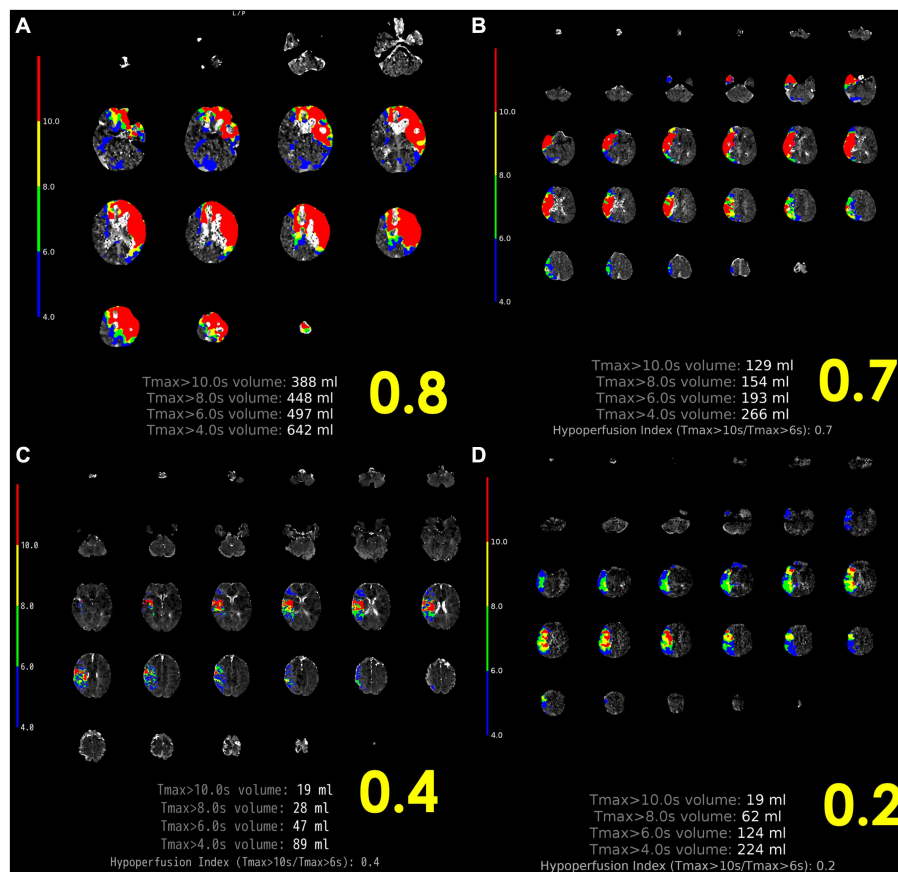 L/P
A
10.0
8.0
6.0
4.0
Tmax>10.0s volume: 388 ml
Tmax>8.0s volume: 448 ml
Tmax>6.0s volume: 497 ml
Tmax>4.0s volume: 642 ml
0.8
B
10.0
8.0
6.0
4.0
Tmax>10.0s volume: 129 ml
Tmax>8.0s volume: 154 ml
Tmax>6.0s volume: 193 ml
Tmax>4.0s volume: 266 ml
Hypoperfusion Index (Tmax>10s/Tmax>6s): 0.7
0.7
C
10.0
8.0
6.0
4.0
Tmax>10.0s volume: 19 ml
Tmax>8.0s volume: 28 ml
Tmax>6.0s volume: 47 ml
Tmax>4.0s volume: 89 ml
Hypoperfusion Index (Tmax>10s/Tmax>6s): 0.4
0.4
D
10.0
8.0
6.0
4.0
Tmax>10.0s volume: 19 ml
Tmax>8.0s volume: 62 ml
Tmax>6.0s volume: 124 ml
Tmax>4.0s volume: 224 ml
Hypoperfusion Index (Tmax>10s/Tmax>6s): 0.2
0.2